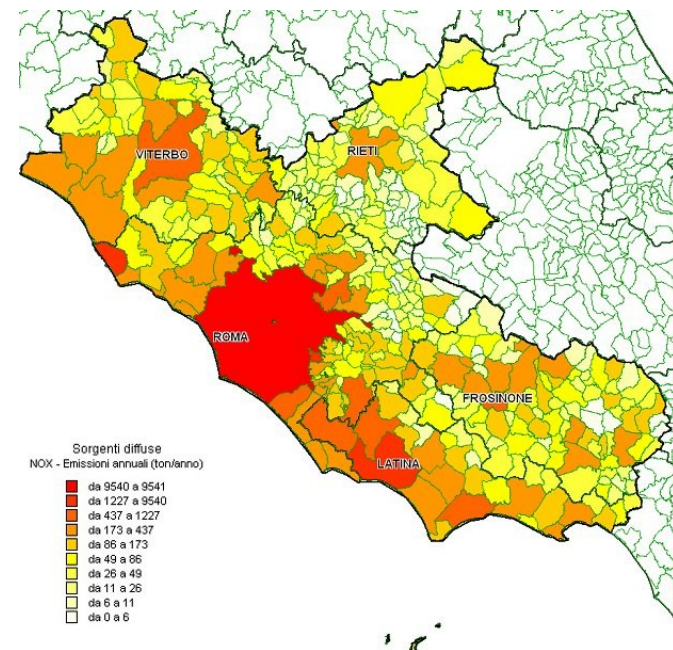 VITERBO
RIETI
ROMA
FROSINONE
LATINA
Sorgenti diffuse
NOX - Emissioni annuali (ton/anno)
da 9540 a 9541
da 1227 a 9540
da 437 a 1227
da 173 a 437
da 86 a 173
da 49 a 86
da 26 a 49
da 11 a 26
da 6 a 11
da 0 a 6